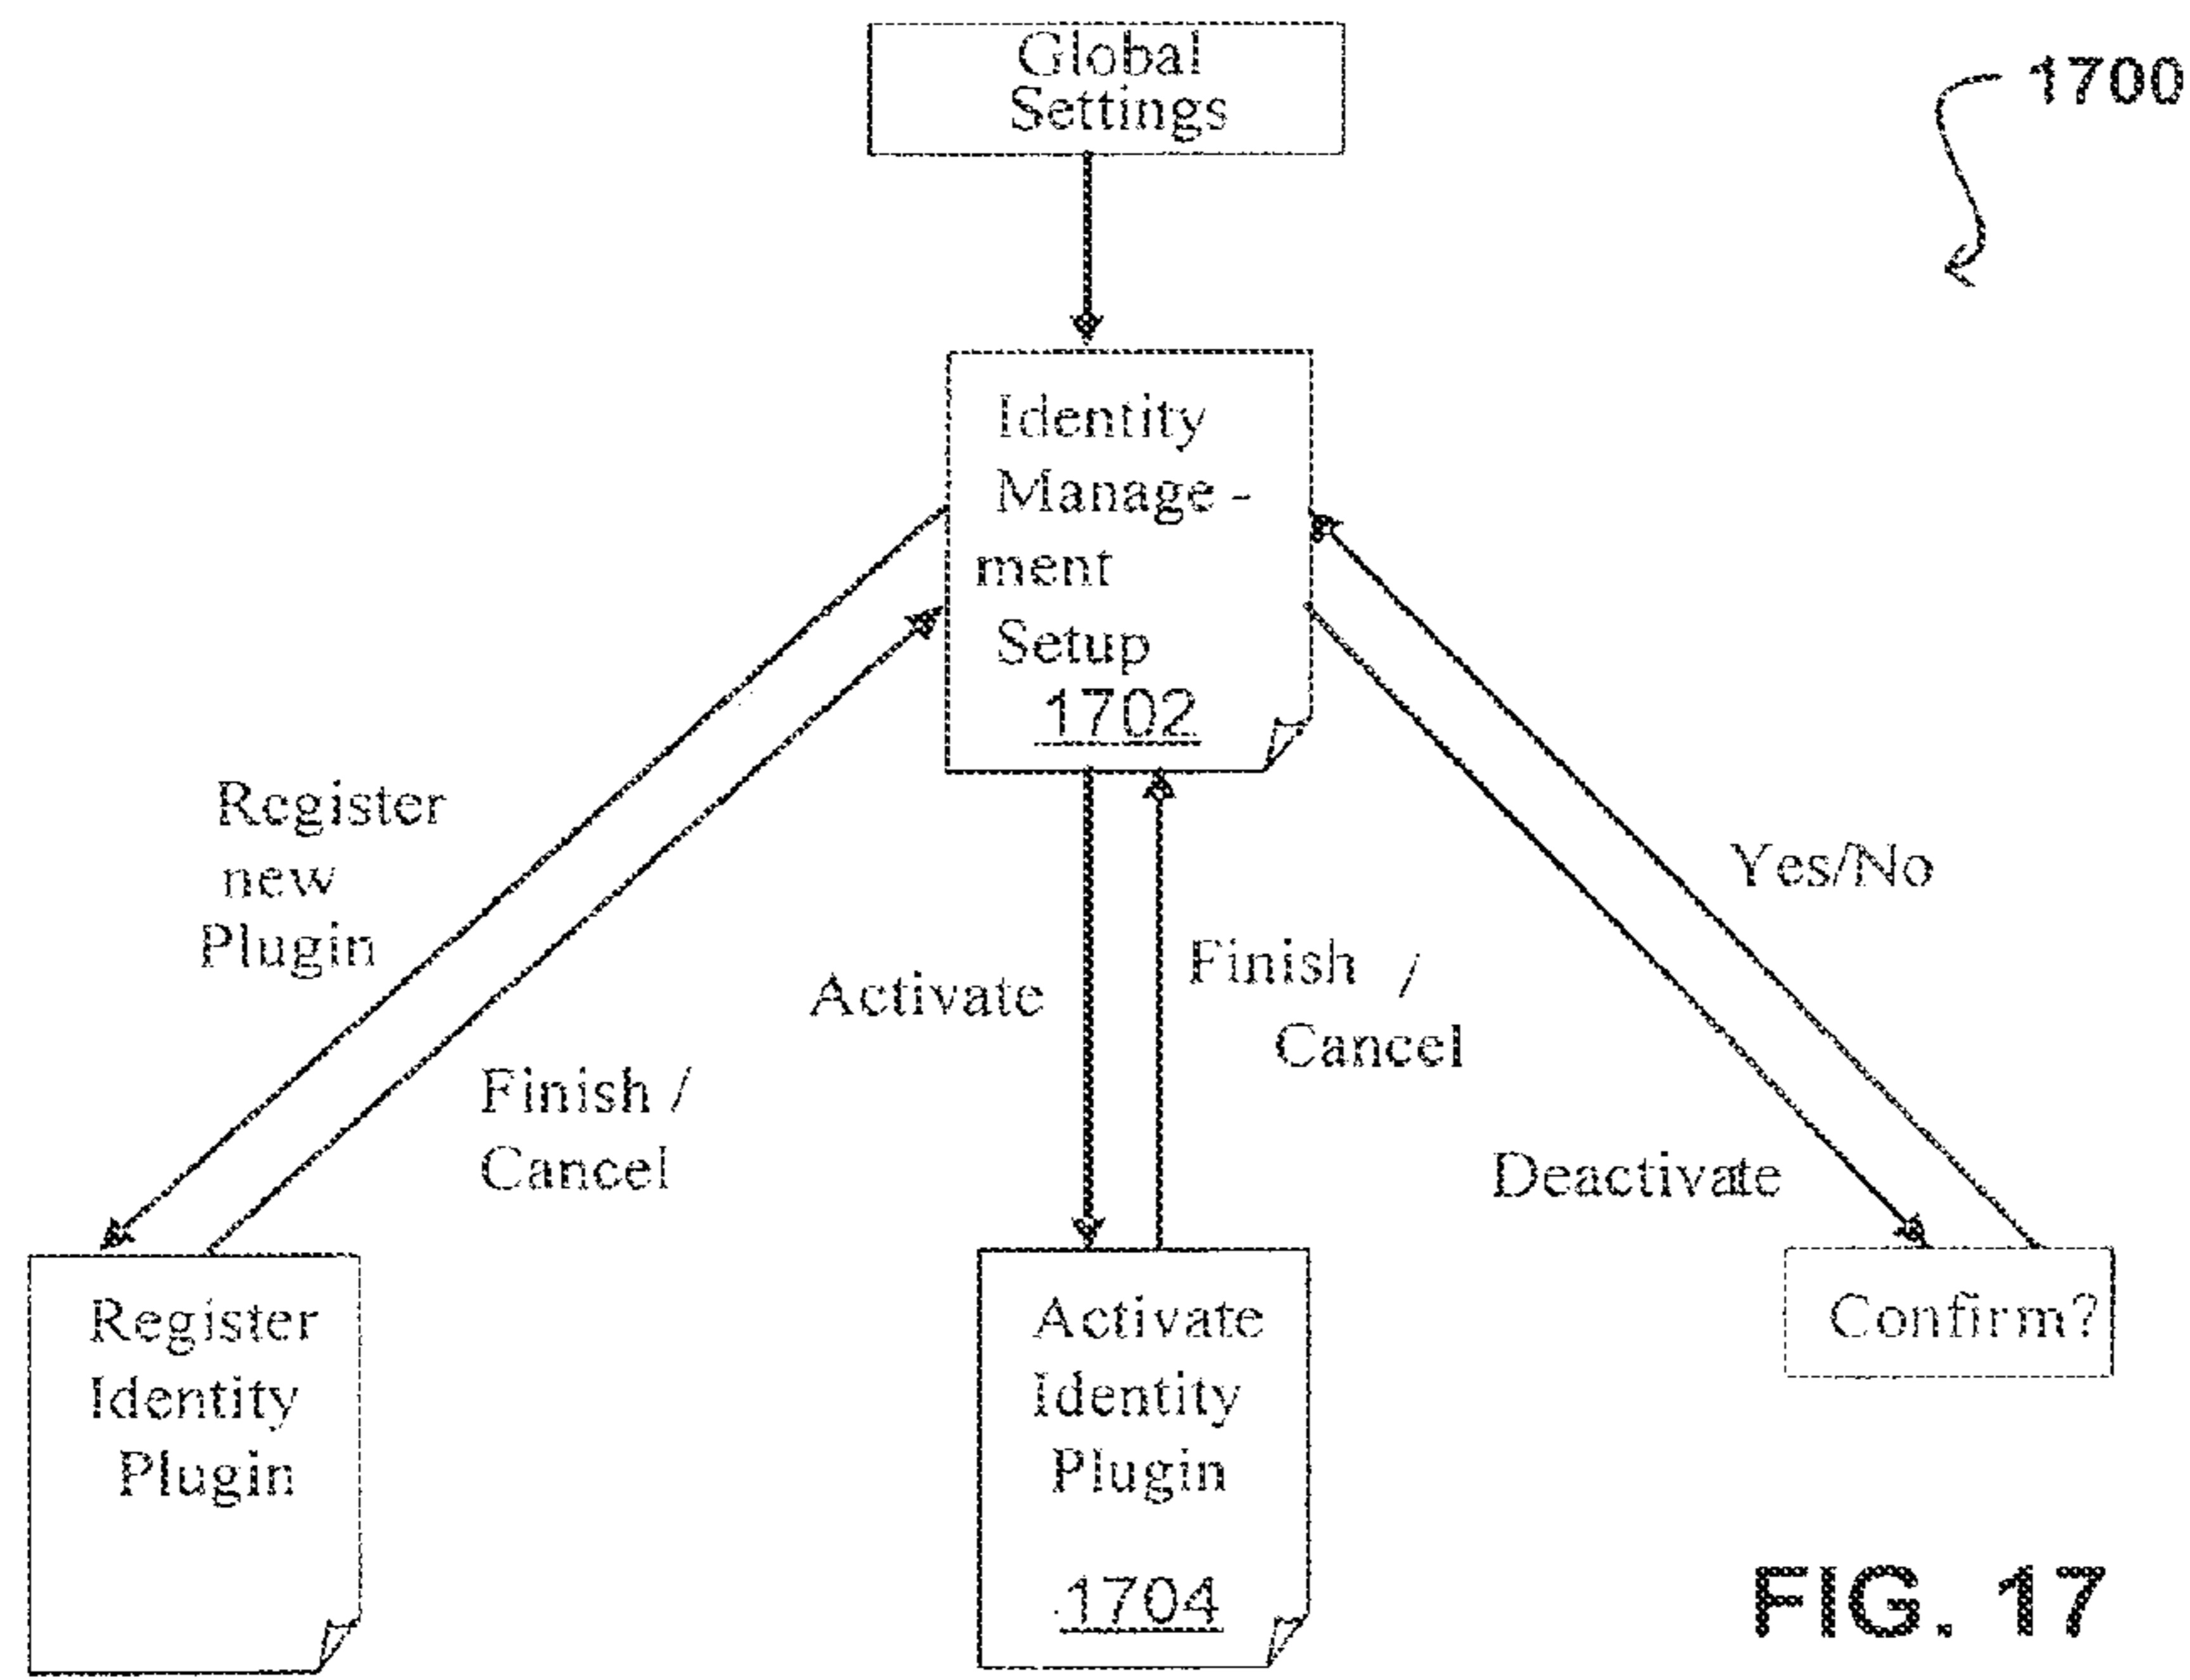 Global
Settings
1700
Identity
Manage -
ment
Setup
1702
Register
new
Plugin
Finish /
Cancel
Activate
Finish /
Cancel
Yes/No
Deactivate
Register
Identity
Plugin
Activate
Identity
Plugin
1704
Confirm?
FIG. 17